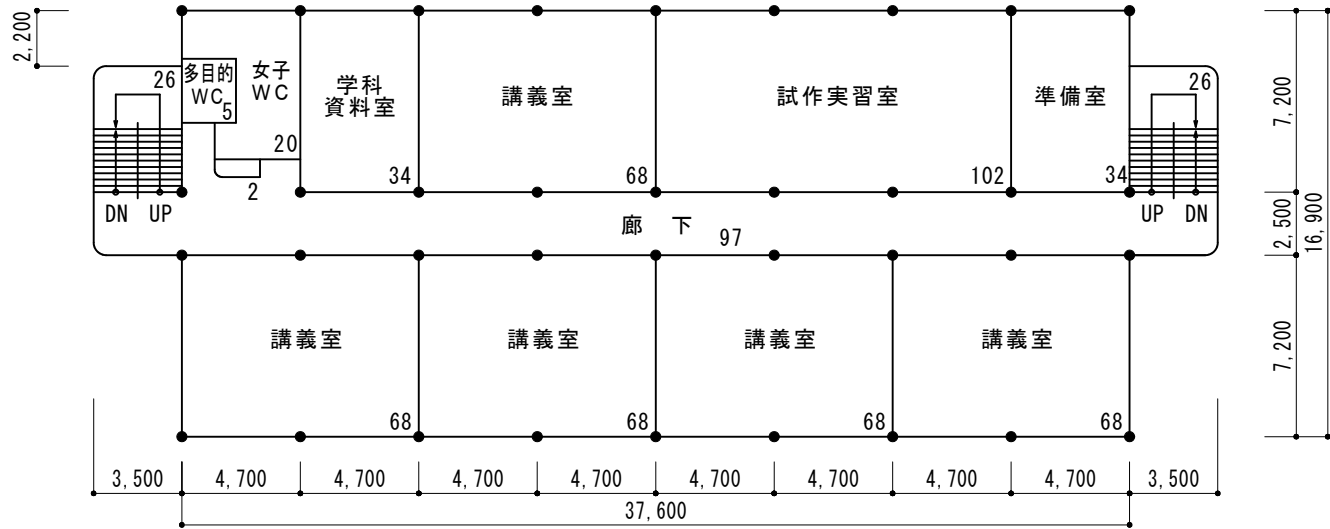 2,200
26
多目的
WC
5
女子
WC
20
2
学科
資料室
34
講義室
68
試作実習室
102
準備室
34
26
DN UP
UP DN
廊 下
97
講義室
68
講義室
68
講義室
68
講義室
68
7,200
2,500
7,200
16,900
3,500
4,700
4,700
4,700
4,700
4,700
4,700
4,700
4,700
3,500
37,600